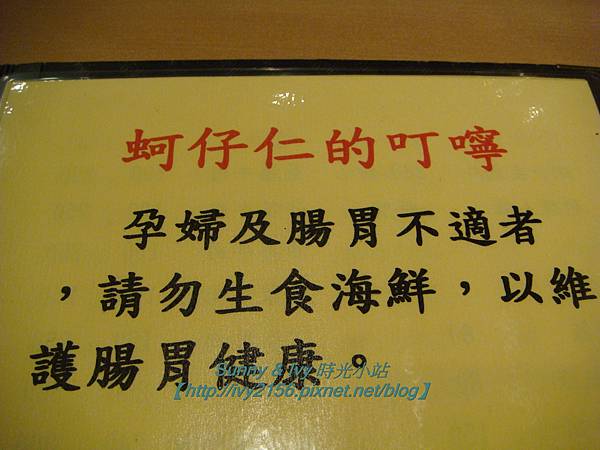 蚵仔仁的叮嚀
孕婦及腸胃不適者
，請勿生食海鮮，以維
護腸胃健康。
Sunny & Ivy 時光小站
【http://ivy2156.pixnet.net/blog】